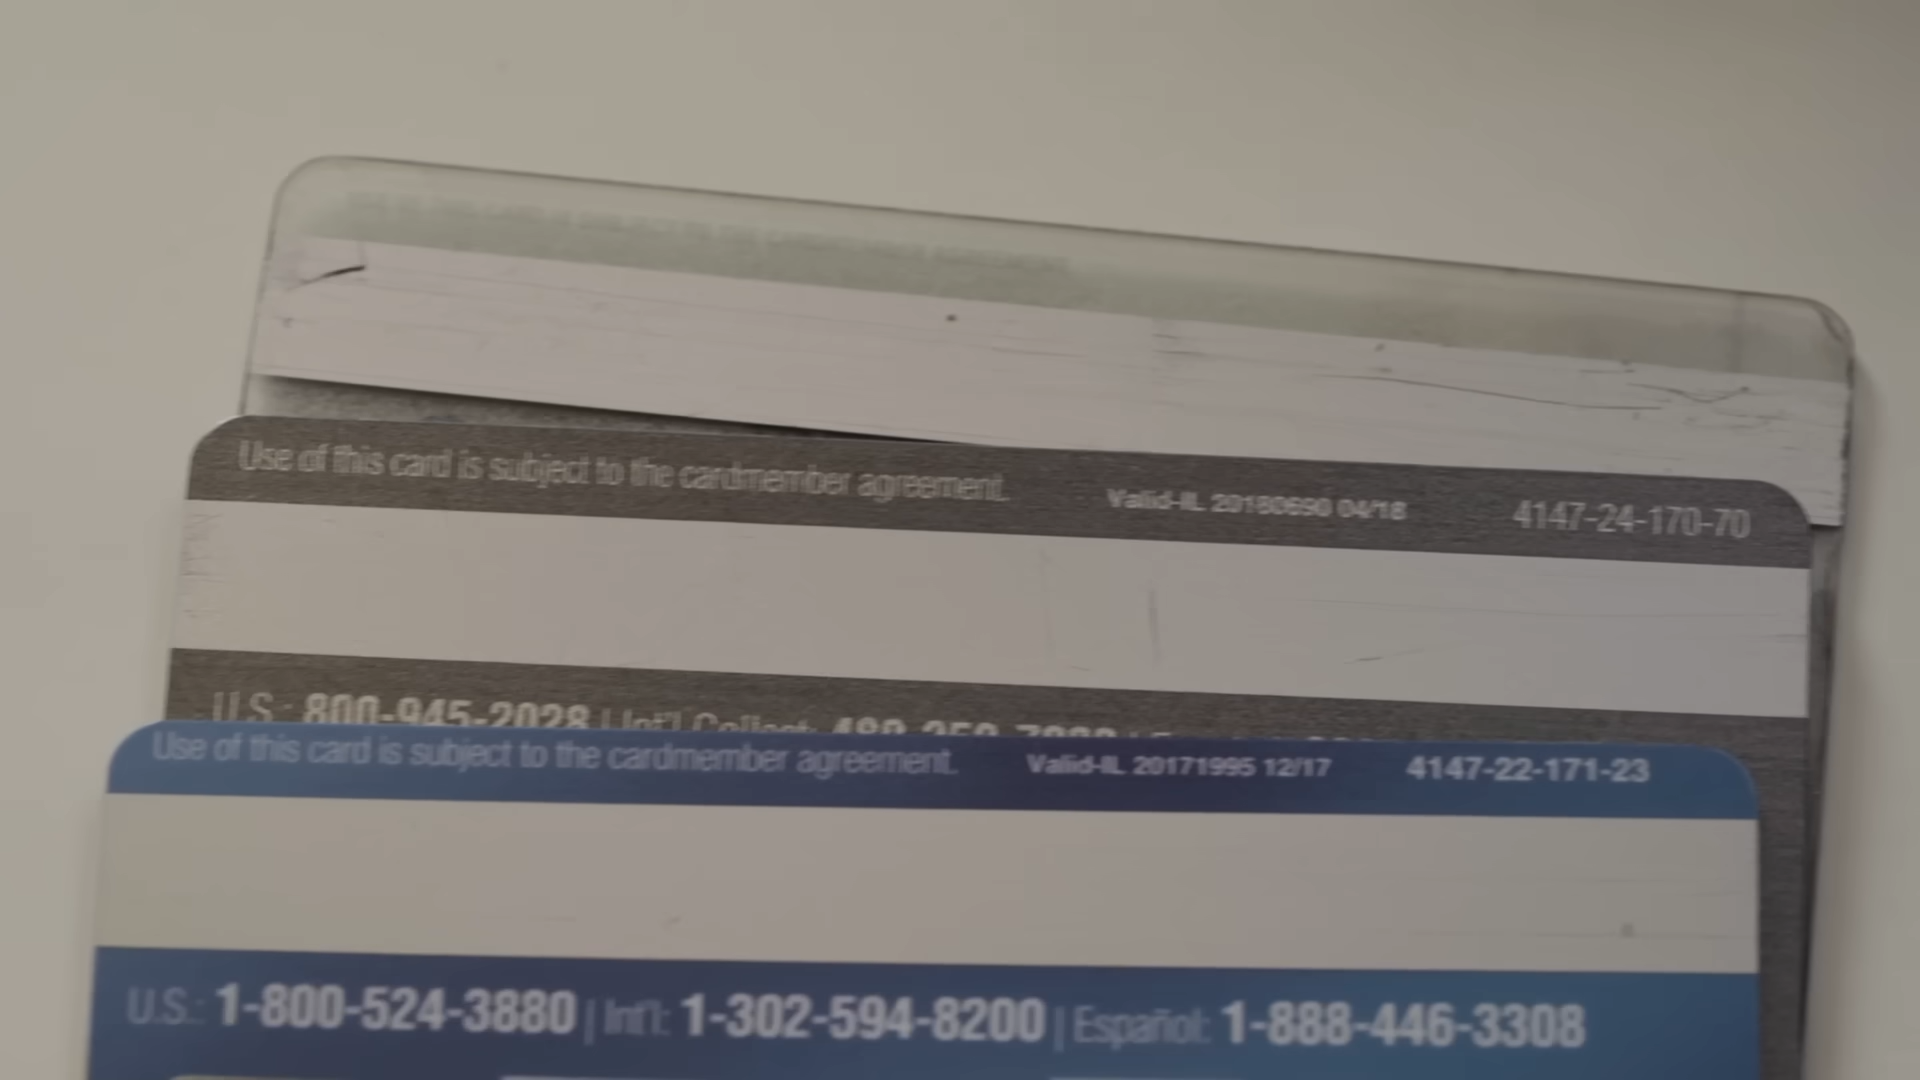 Use of this card is subject to the cardmember agreement. Valid-IL 20180690 04/18 4147-24-170-70
U.S.: 800-945-2028 | Int'l Collect:
Use of this card is subject to the cardmember agreement. Valid-IL 20171995 12/17 4147-22-171-23
U.S.: 1-800-524-3880 | Int'l: 1-302-594-8200 | Español: 1-888-446-3308